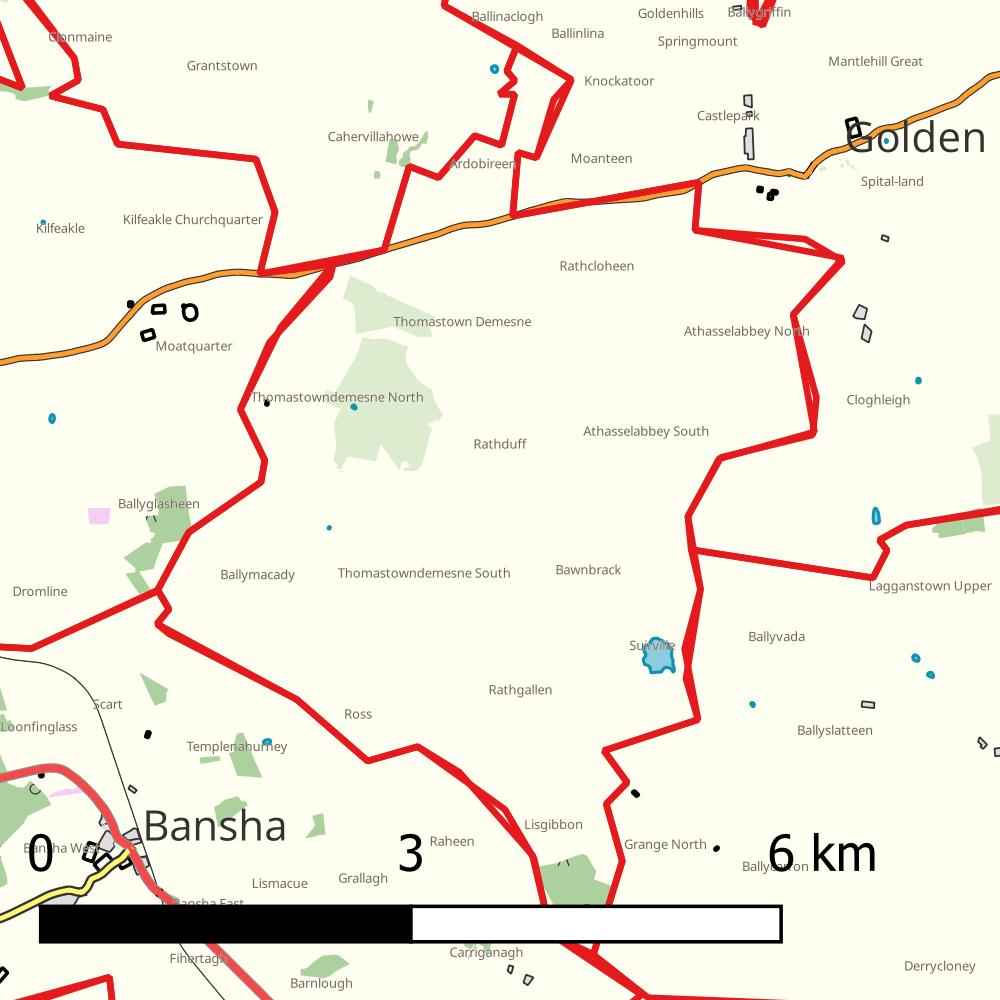 Ballinaclogh
Goldenhills
Ballygriffin
Clonmaine
Ballinlina
Springmount
Grantstown
Mantlehill Great
Knockatoor
Castlepark
Cahervillahowe
Golden
Ardobireen
Moanteen
Spital-land
Kilfeakle
Kilfeakle Churchquarter
Rathcloheen
Thomastown Demesne
Athasselabbey North
Moatquarter
Thomastowndemesne North
Cloghleigh
Rathduff
Athasselabbey South
Ballyglasheen
Ballymacady
Thomastowndemesne South
Bawnbrack
Dromline
Lagganstown Upper
Suirville
Ballyvada
Rathgallen
Scart
Ross
Loonfinglass
Templenahurney
Ballyslatteen
Bansha
Lisgibbon
Raheen
Grange North
Bansha West
0
3
6 km
Ballycarron
Lismacue
Grallagh
Bansha East
Carriganagh
Fihertagh
Derrycloney
Barnlough